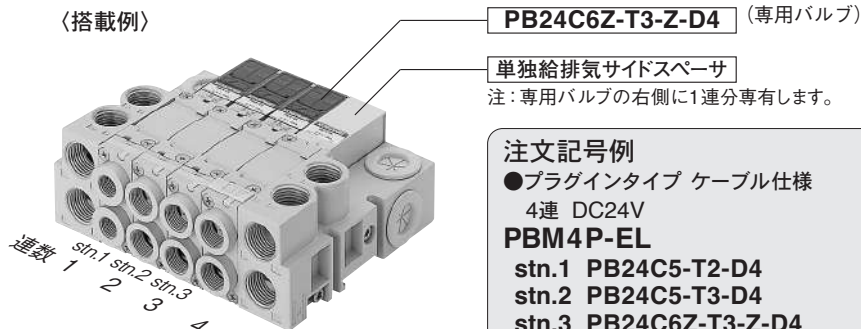 〈搭載例〉
PB24C6Z-T3-Z-D4 (専用バルブ)
単独給排気サイドスペーサ
注：専用バルブの右側に1連分専有します。
注文記号例
●プラグインタイプ ケーブル仕様
4連 DC24V
PBM4P-EL
stn.1 PB24C5-T2-D4
stn.2 PB24C5-T3-D4
stn.3 PB24C6Z-T3-Z-D4
stn.1 stn.2 stn.3
連数 1 2 3 4